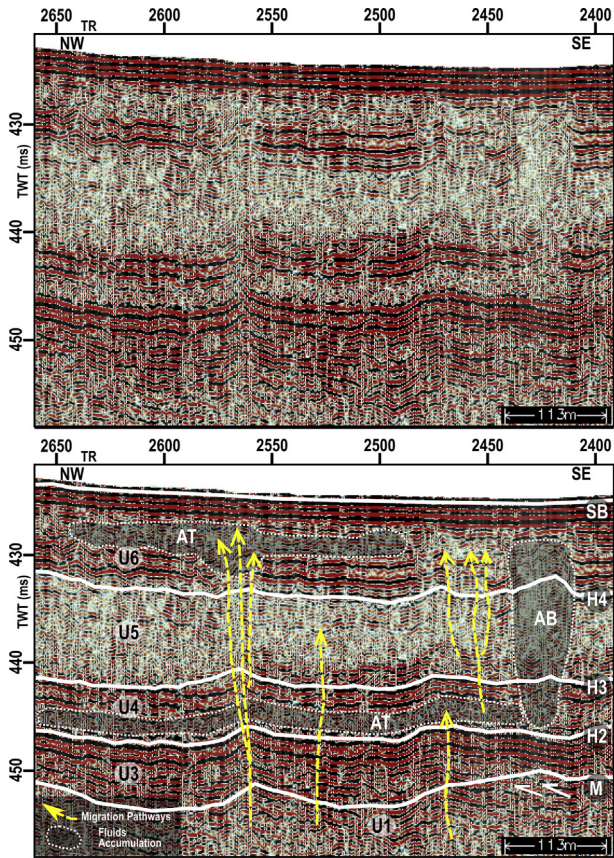 2650 TR 2600 2550 2500 2450 2400
NW SE
430
TWT (ms)
440
450
113m
2650 TR 2600 2550 2500 2450 2400
NW SE
SB
AT
430
U6
TWT (ms)
H4
U5
AB
440
H3
U4
AT
H2
450
U3
M
Migration Pathways
U1
Fluids
Accumulation
113m